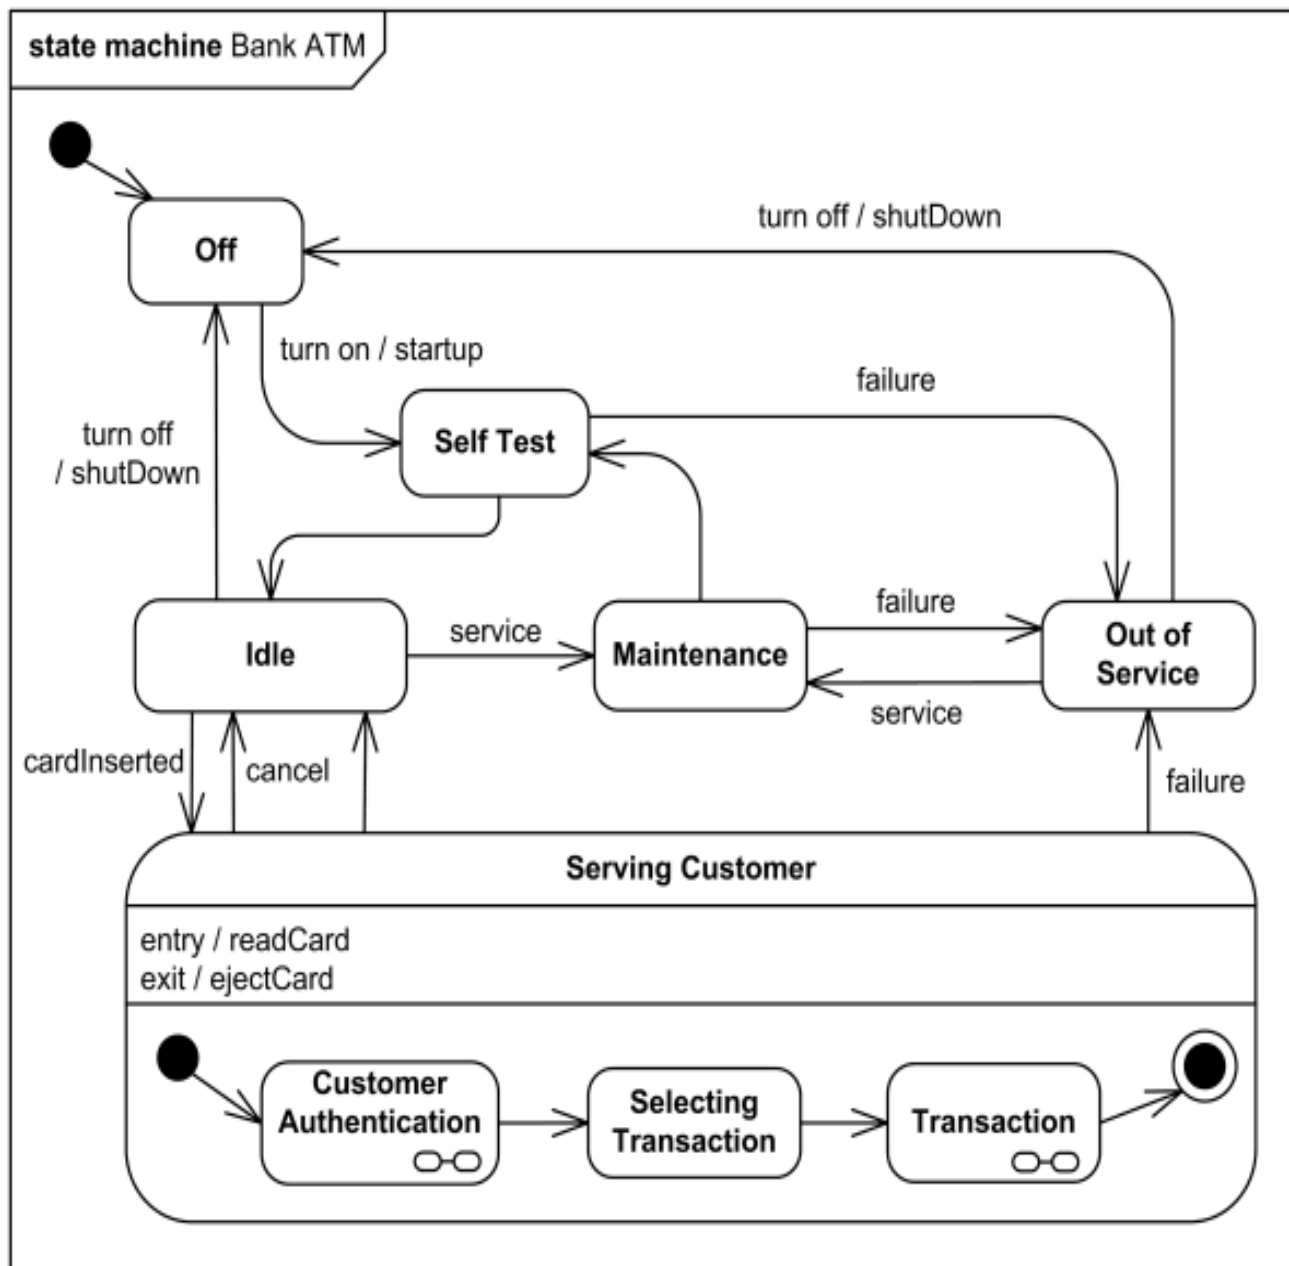 state machine Bank ATM
turn off / shutDown
Off
turn on / startup
failure
turn off
/ shutDown
Self Test
failure
service
Idle
Maintenance
Out of
Service
service
cardInserted
cancel
failure
Serving Customer
entry / readCard
exit / ejectCard
Customer
Authentication
Selecting
Transaction
Transaction